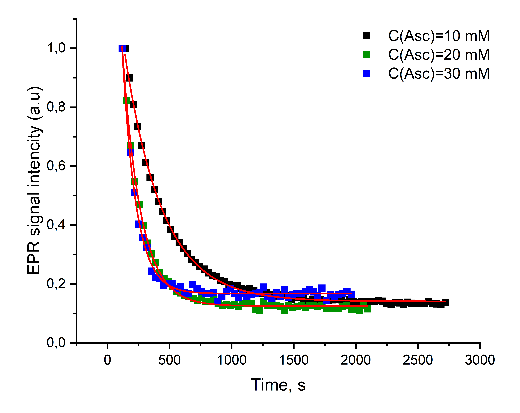 C(Asc)=10 mM
C(Asc)=20 mM
C(Asc)=30 mM
EPR signal intencity (a.u)
1,0
0,8
0,6
0,4
0,2
0,0
0 500 1000 1500 2000 2500 3000
Time, s